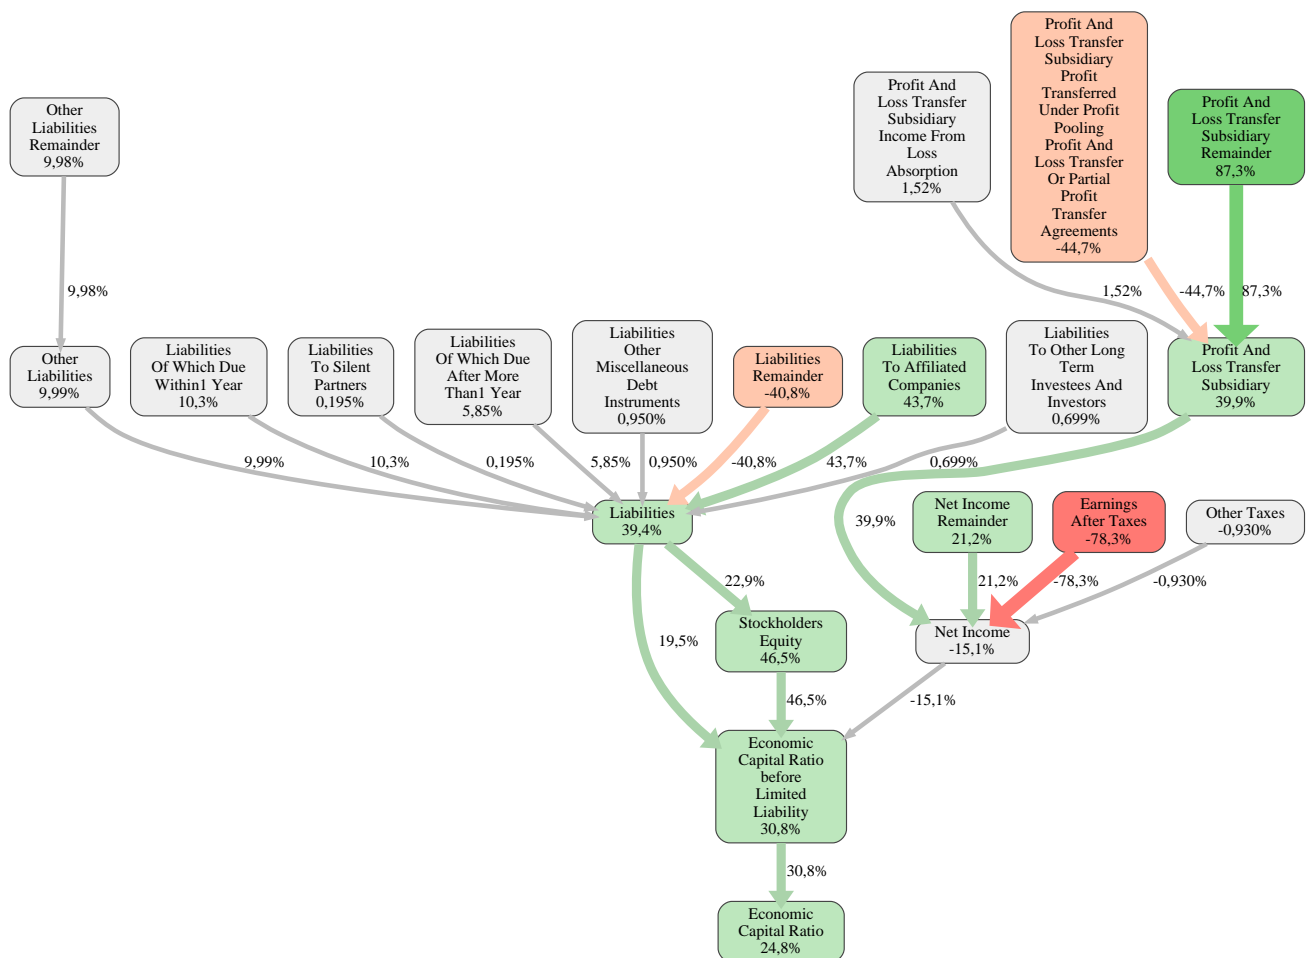 Profit And
Loss Transfer
Subsidiary
Profit
Transferred
Under Profit
Pooling
Profit And
Loss Transfer
Or Partial
Profit
Transfer
Agreements
-44,7%
Profit And
Loss Transfer
Subsidiary
Income From
Loss
Absorption
1,52%
Profit And
Loss Transfer
Subsidiary
Remainder
87,3%
Other
Liabilities
Remainder
9,98%
9,98%
1,52%
-44,7%
87,3%
Other
Liabilities
9,99%
Liabilities
Of Which Due
Within1 Year
10,3%
Liabilities
To Silent
Partners
0,195%
Liabilities
Of Which Due
After More
Than1 Year
5,85%
Liabilities
Other
Miscellaneous
Debt
Instruments
0,950%
Liabilities
Remainder
-40,8%
Liabilities
To Affiliated
Companies
43,7%
Liabilities
To Other Long
Term
Investees And
Investors
0,699%
Profit And
Loss Transfer
Subsidiary
39,9%
9,99%
10,3%
0,195%
5,85%
0,950%
-40,8%
43,7%
0,699%
39,9%
Liabilities
39,4%
Net Income
Remainder
21,2%
Earnings
After Taxes
-78,3%
Other Taxes
-0,930%
22,9%
21,2%
-78,3%
-0,930%
19,5%
Stockholders
Equity
46,5%
Net Income
-15,1%
46,5%
-15,1%
Economic
Capital Ratio
before
Limited
Liability
30,8%
30,8%
Economic
Capital Ratio
24,8%